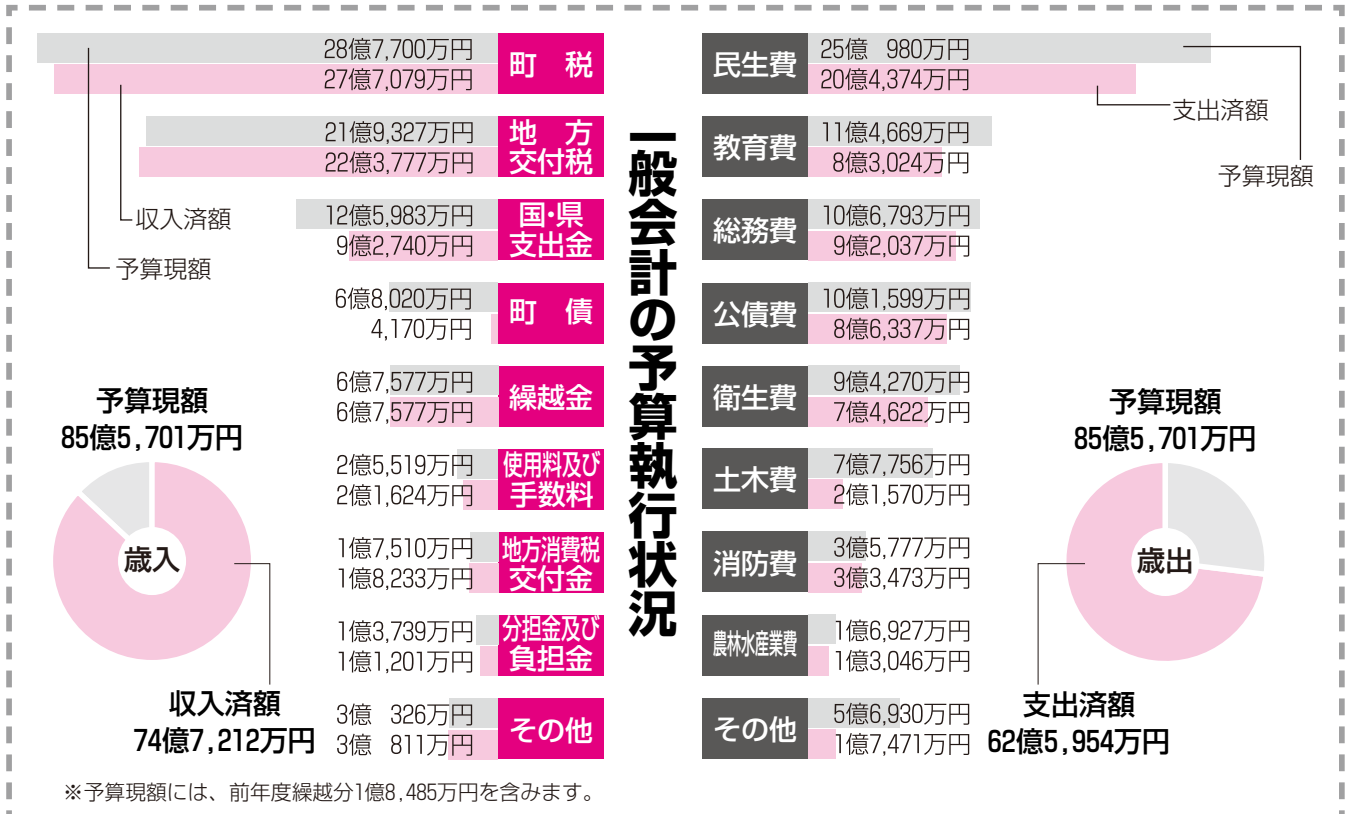 一般会計の予算執行状況
28億7,700万円
27億7,079万円
町　税
21億9,327万円
22億3,777万円
地　方
交付税
収入済額
予算現額
12億5,983万円
9億2,740万円
国・県
支出金
6億8,020万円
4,170万円
町　債
6億7,577万円
6億7,577万円
繰越金
2億5,519万円
2億1,624万円
使用料及び
手数料
1億7,510万円
1億8,233万円
地方消費税
交付金
1億3,739万円
1億1,201万円
分担金及び
負担金
3億　326万円
3億　811万円
その他
予算現額
85億5,701万円
歳入
収入済額
74億7,212万円
民生費
25億　980万円
20億4,374万円
支出済額
予算現額
教育費
11億4,669万円
8億3,024万円
総務費
10億6,793万円
9億2,037万円
公債費
10億1,599万円
8億6,337万円
衛生費
9億4,270万円
7億4,622万円
土木費
7億7,756万円
2億1,570万円
消防費
3億5,777万円
3億3,473万円
農林水産業費
1億6,927万円
1億3,046万円
その他
5億6,930万円
1億7,471万円
予算現額
85億5,701万円
歳出
支出済額
62億5,954万円
※予算現額には、前年度繰越分1億8,485万円を含みます。